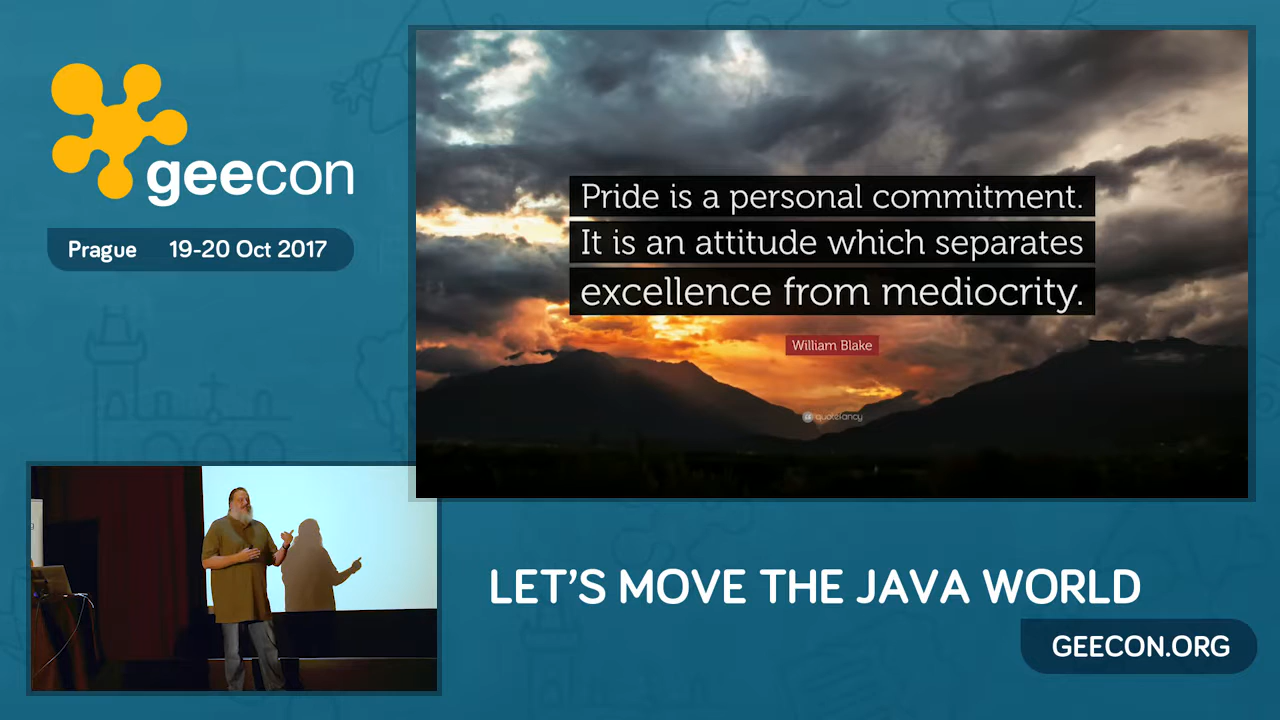 geecon
Prague 19-20 Oct 2017
Pride is a personal commitment.
It is an attitude which separates
excellence from mediocrity.
William Blake
quotefancy
LET'S MOVE THE JAVA WORLD
GEECON.ORG